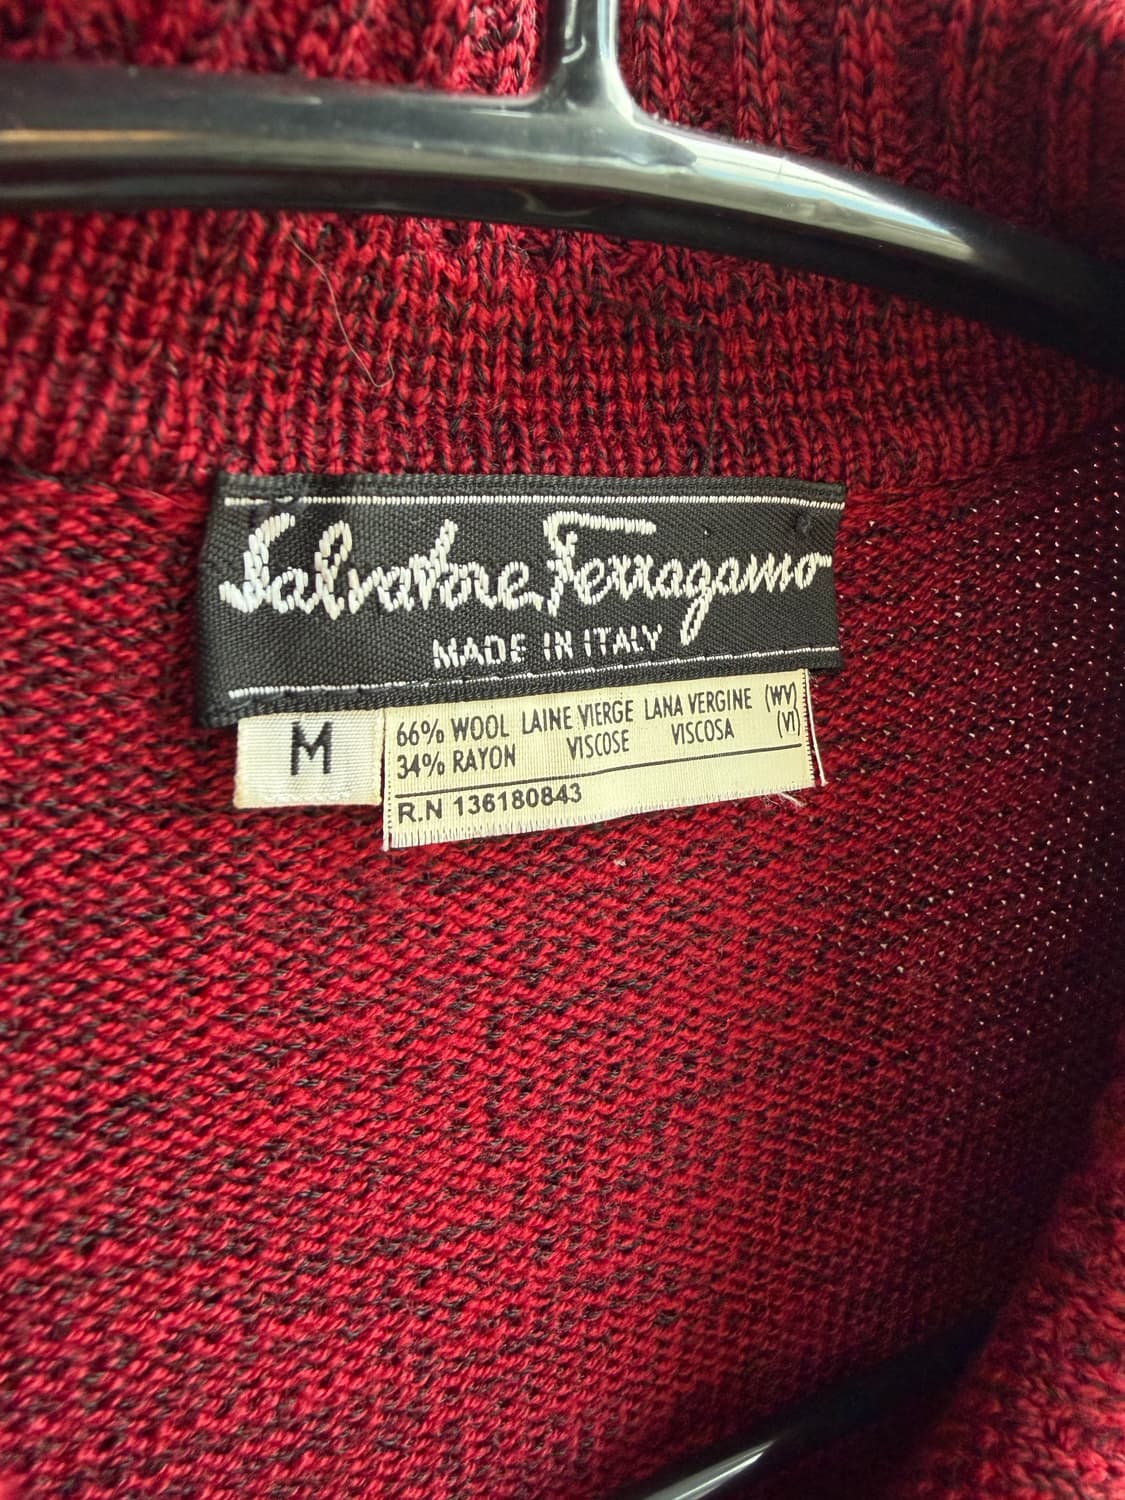 Salvatore Ferragamo
MADE IN ITALY
M
66% WOOL LAINE VIERGE LANA VERGINE (WV)
34% RAYON VISCOSE VISCOSA (VI)
R.N 136180843